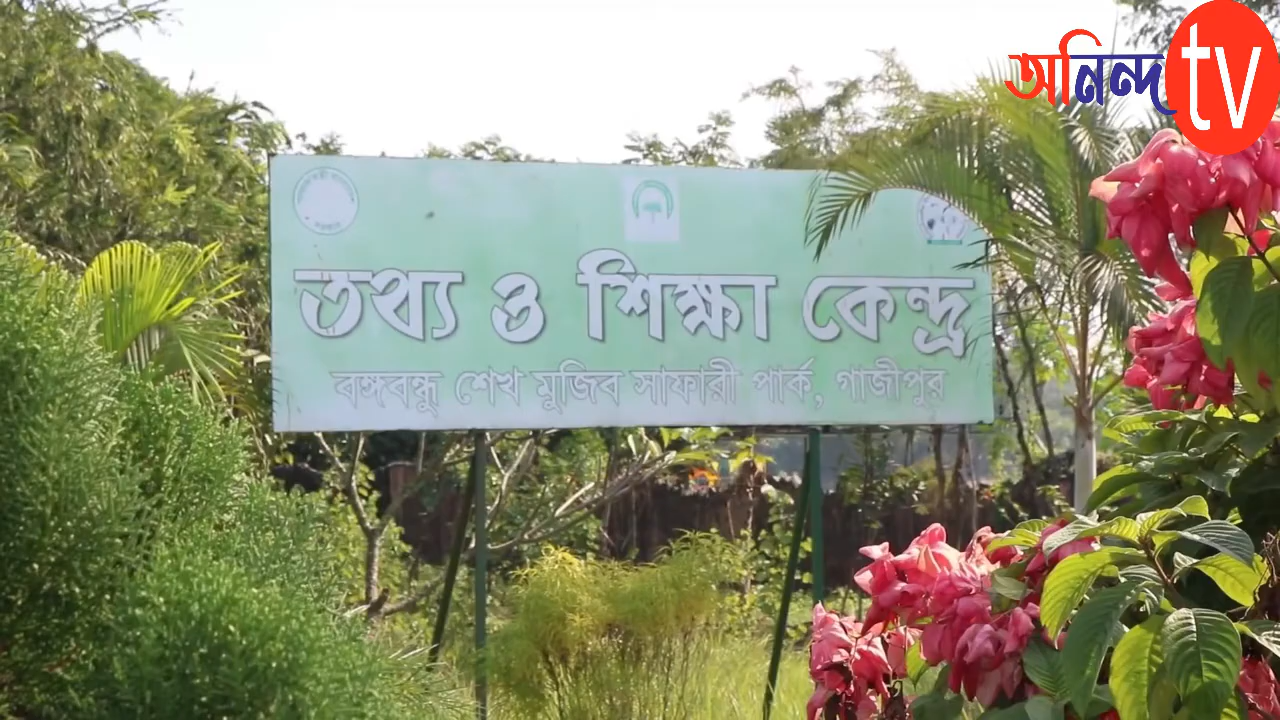 অনিন্দ tv
তথ্য ও শিক্ষা কেন্দ্র
বঙ্গবন্ধু শেখ মুজিব সাফারী পার্ক, গাজীপুর